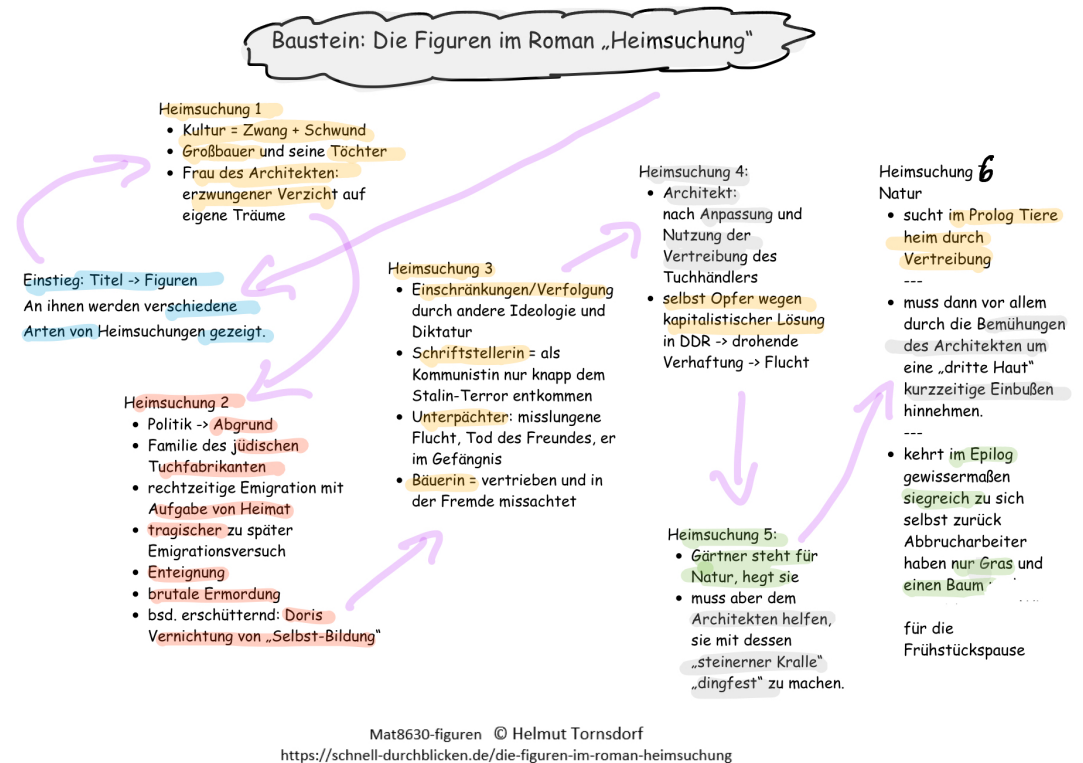 Baustein: Die Figuren im Roman „Heimsuchung“
Einstieg: Titel -> Figuren
An ihnen werden verschiedene
Arten von Heimsuchungen gezeigt.
Heimsuchung 1
• Kultur = Zwang + Schwund
• Großbauer und seine Töchter
• Frau des Architekten:
erzwungener Verzicht auf
eigene Träume
Heimsuchung 2
• Politik -> Abgrund
• Familie des jüdischen
Tuchfabrikanten
• rechtzeitige Emigration mit
Aufgabe von Heimat
• tragischer zu später
Emigrationsversuch
• Enteignung
• brutale Ermordung
• bsd. erschütternd: Doris
Vernichtung von „Selbst-Bildung“
Heimsuchung 3
• Einschränkungen/Verfolgung
durch andere Ideologie und
Diktatur
• Schriftstellerin = als
Kommunistin nur knapp dem
Stalin-Terror entkommen
• Unterpächter: misslungene
Flucht, Tod des Freundes, er
im Gefängnis
• Bäuerin = vertrieben und in
der Fremde missachtet
Heimsuchung 4:
• Architekt:
nach Anpassung und
Nutzung der
Vertreibung des
Tuchhändlers
• selbst Opfer wegen
kapitalistischer Lösung
in DDR -> drohende
Verhaftung -> Flucht
Heimsuchung 5:
• Gärtner steht für
Natur, hegt sie
• muss aber dem
Architekten helfen,
sie mit dessen
„steinerner Kralle“
„dingfest“ zu machen.
Heimsuchung 6
Natur
• sucht im Prolog Tiere
heim durch
Vertreibung
---
• muss dann vor allem
durch die Bemühungen
des Architekten um
eine „dritte Haut“
kurzzeitige Einbußen
hinnehmen.
---
• kehrt im Epilog
gewissermaßen
siegreich zu sich
selbst zurück
Abbrucharbeiter
haben nur Gras und
einen Baum
für die
Frühstückspause
Mat8630-figuren © Helmut Tornsdorf
https://schnell-durchblicken.de/die-figuren-im-roman-heimsuchung